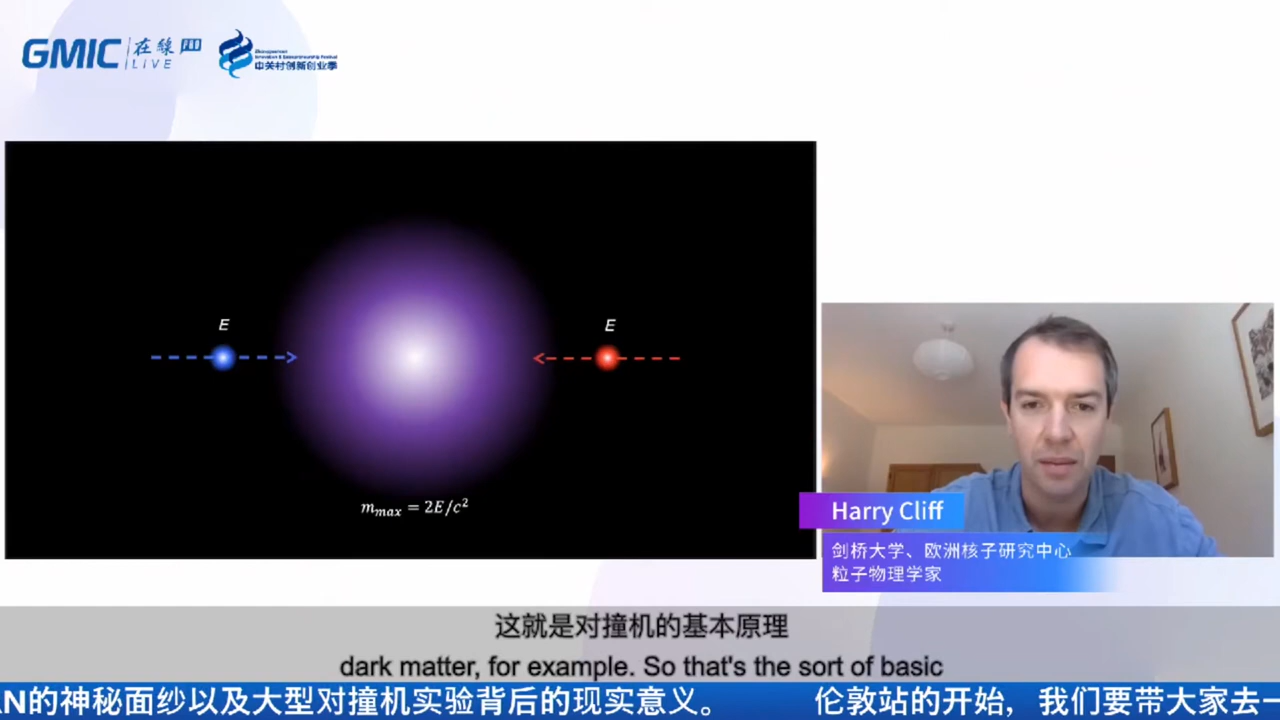 GMIC 在線
LIVE
中关村创新创业季
E
E
m_max = 2E/c²
Harry Cliff
剑桥大学、欧洲核子研究中心
粒子物理学家
这就是对撞机的基本原理
dark matter, for example. So that's the sort of basic
的神秘面纱以及大型对撞机实验背后的现实意义。 伦敦站的开始，我们要带大家去一